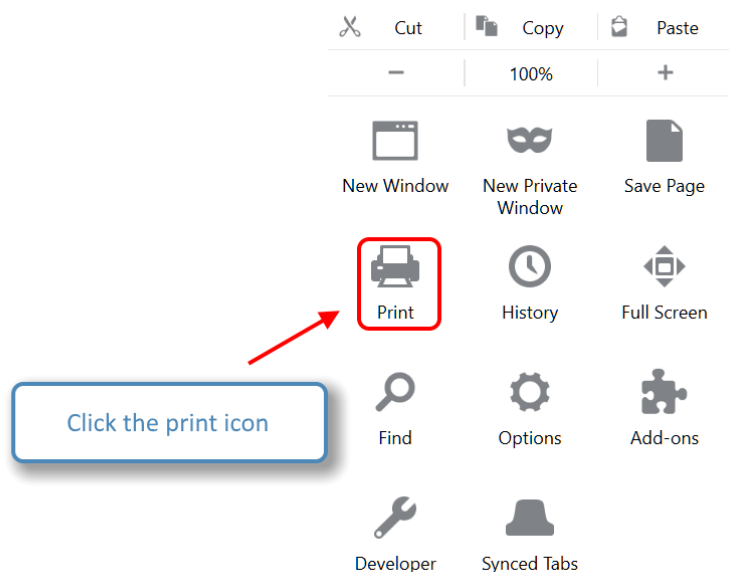 Cut Copy Paste
− 100% +
New Window New Private Save Page
Window
Print History Full Screen
Click the print icon
Find Options Add-ons
Developer Synced Tabs